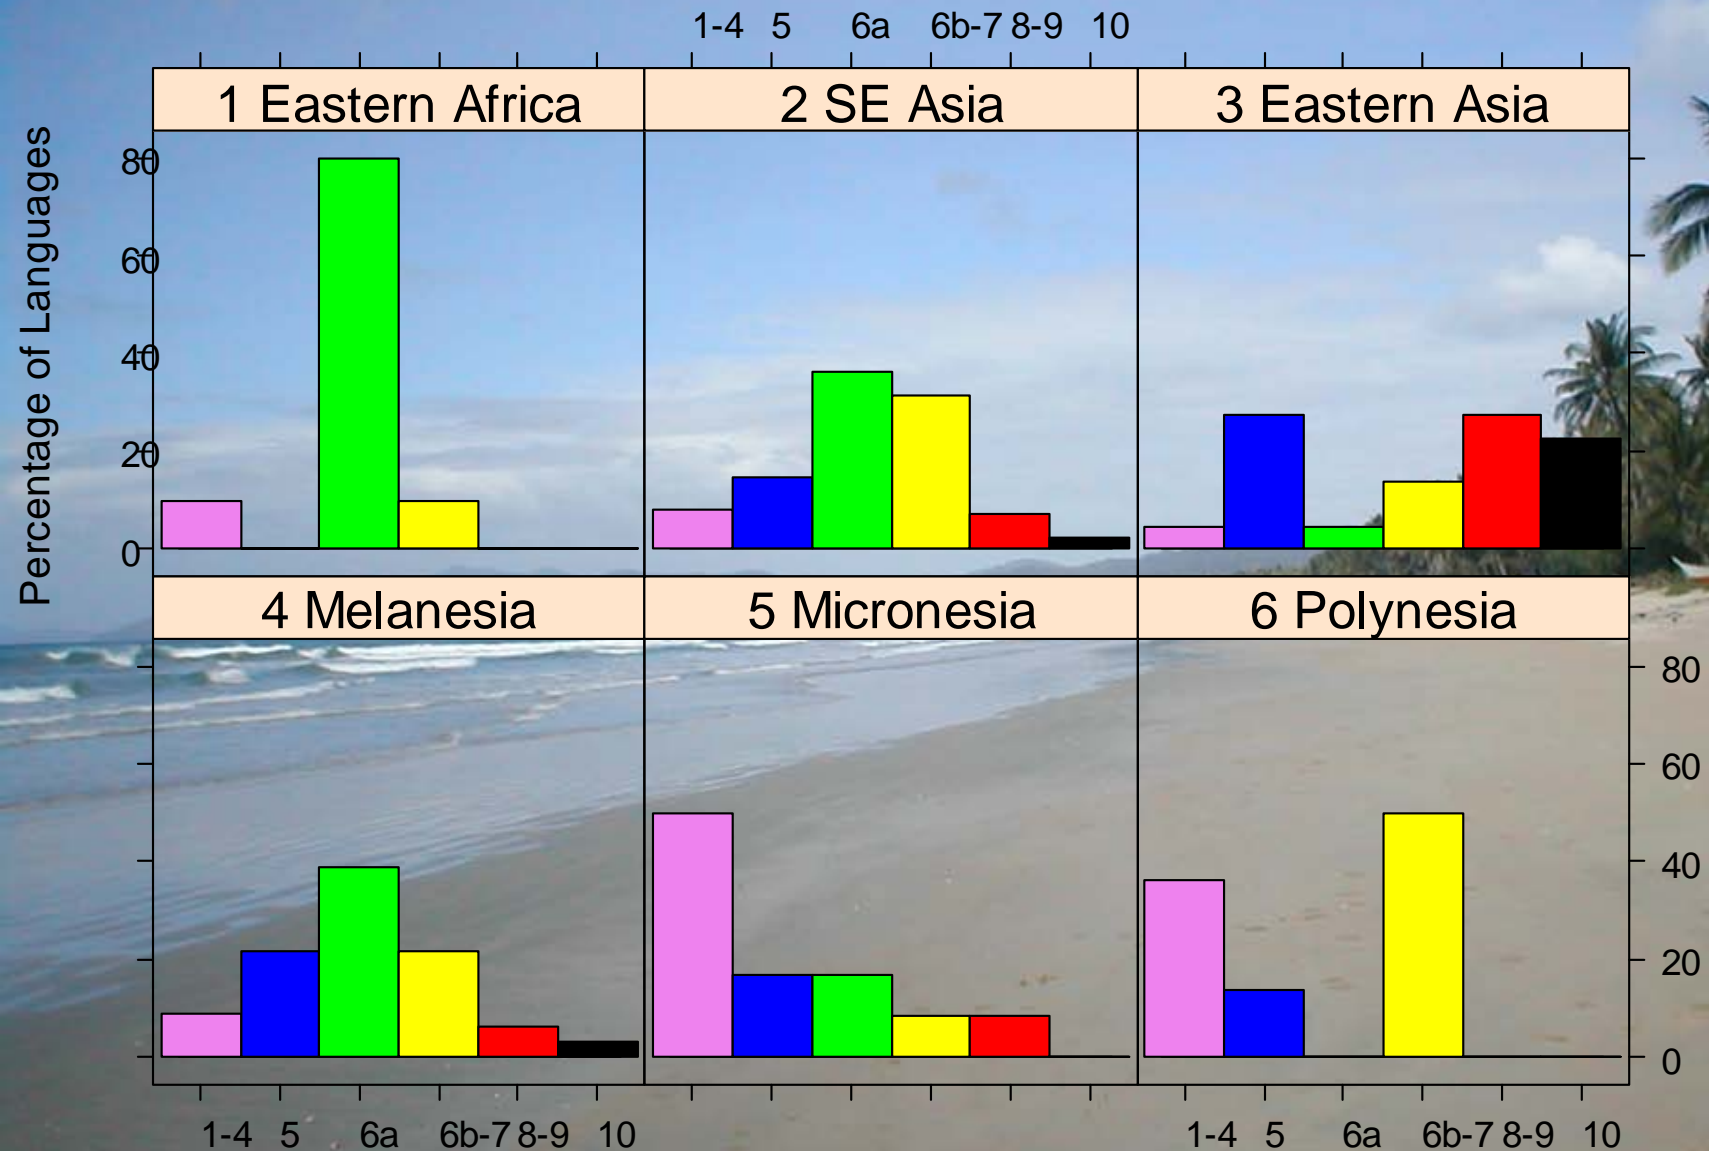 1-4 5 6a 6b-7 8-9 10
1 Eastern Africa
2 SE Asia
3 Eastern Asia
Percentage of Languages
80
60
40
20
0
4 Melanesia
5 Micronesia
6 Polynesia
80
60
40
20
0
1-4 5 6a 6b-7 8-9 10
1-4 5 6a 6b-7 8-9 10